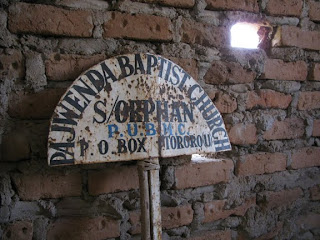 PAJWENDA BAPTIST CHURCH
S/ORPHAN
P.U.B.H.C
P O BOX TORORO